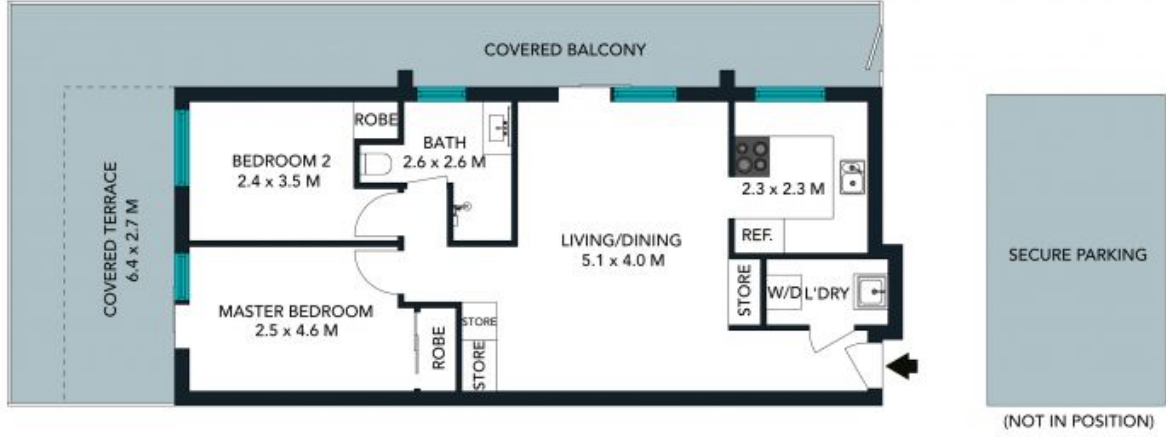 COVERED BALCONY
ROBE
BATH
2.6 x 2.6 M
BEDROOM 2
2.4 x 3.5 M
2.3 x 2.3 M
COVERED TERRACE
6.4 x 2.7 M
LIVING/DINING
5.1 x 4.0 M
REF.
SECURE PARKING
STORE
W/D
L'DRY
MASTER BEDROOM
2.5 x 4.6 M
STORE
ROBE
STORE
(NOT IN POSITION)